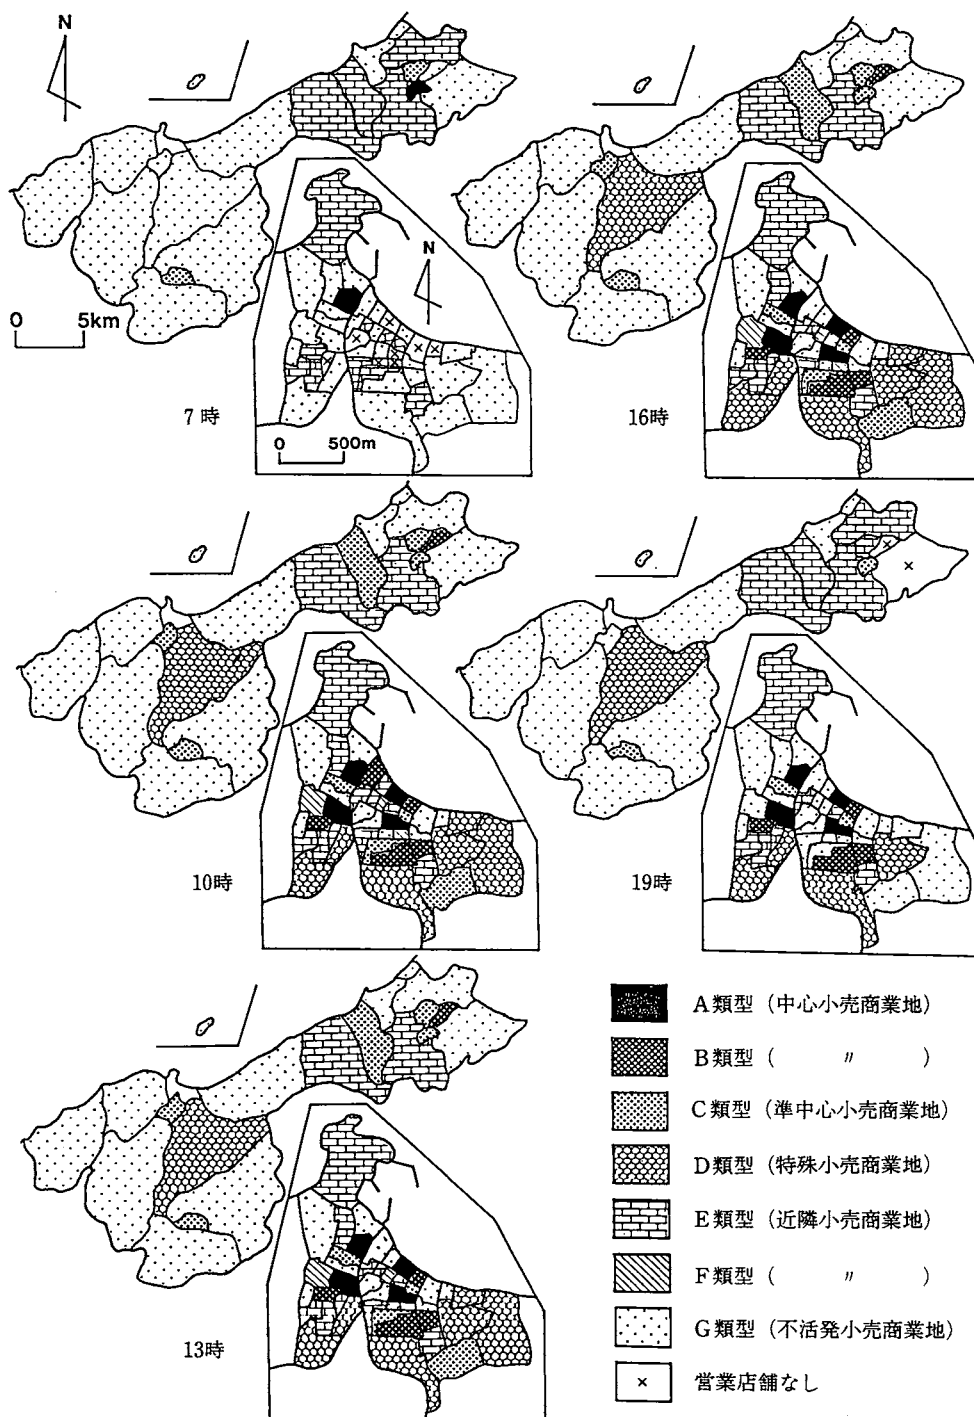 N
0 5km
N
7時
0 500m
16時
10時
19時
13時
×
×
A類型(中心小売商業地)
B類型( 〃 )
C類型(準中心小売商業地)
D類型(特殊小売商業地)
E類型(近隣小売商業地)
F類型( 〃 )
G類型(不活発小売商業地)
× 営業店舗なし